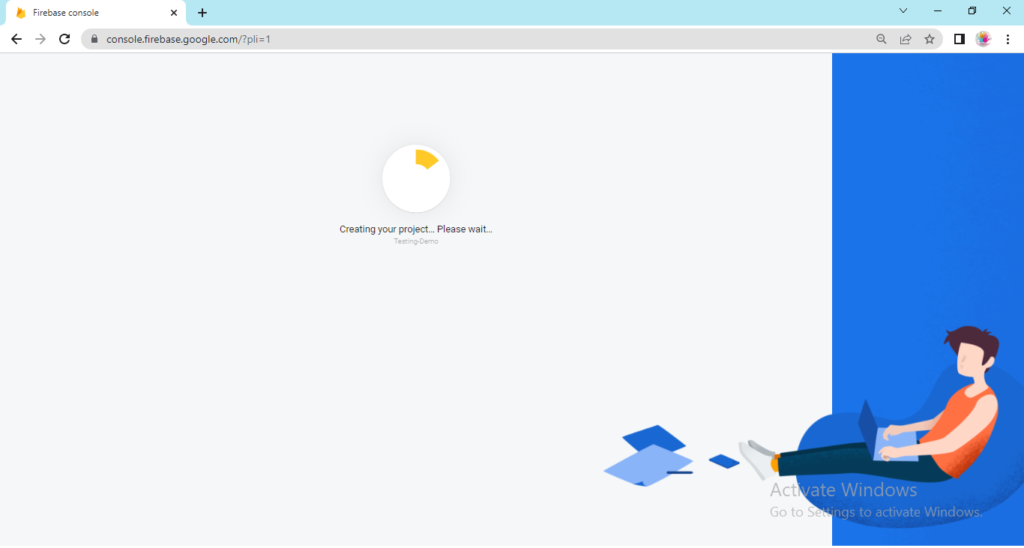 Firebase console
console.firebase.google.com/?pli=1
Creating your project... Please wait...
Testing-Demo
Activate Windows
Go to Settings to activate Windows.